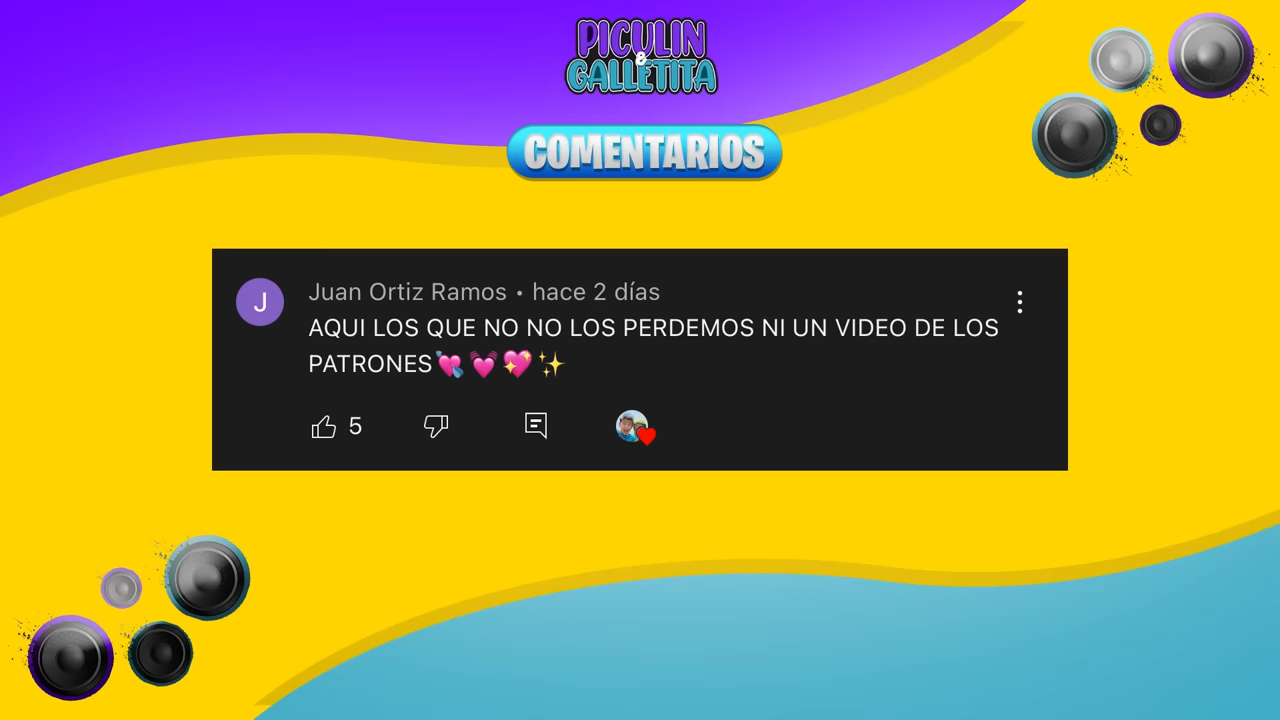 PICULIN
&
GALLETITA
COMENTARIOS
J
Juan Ortiz Ramos • hace 2 días
AQUI LOS QUE NO NO LOS PERDEMOS NI UN VIDEO DE LOS
PATRONES💘💓💖✨
5